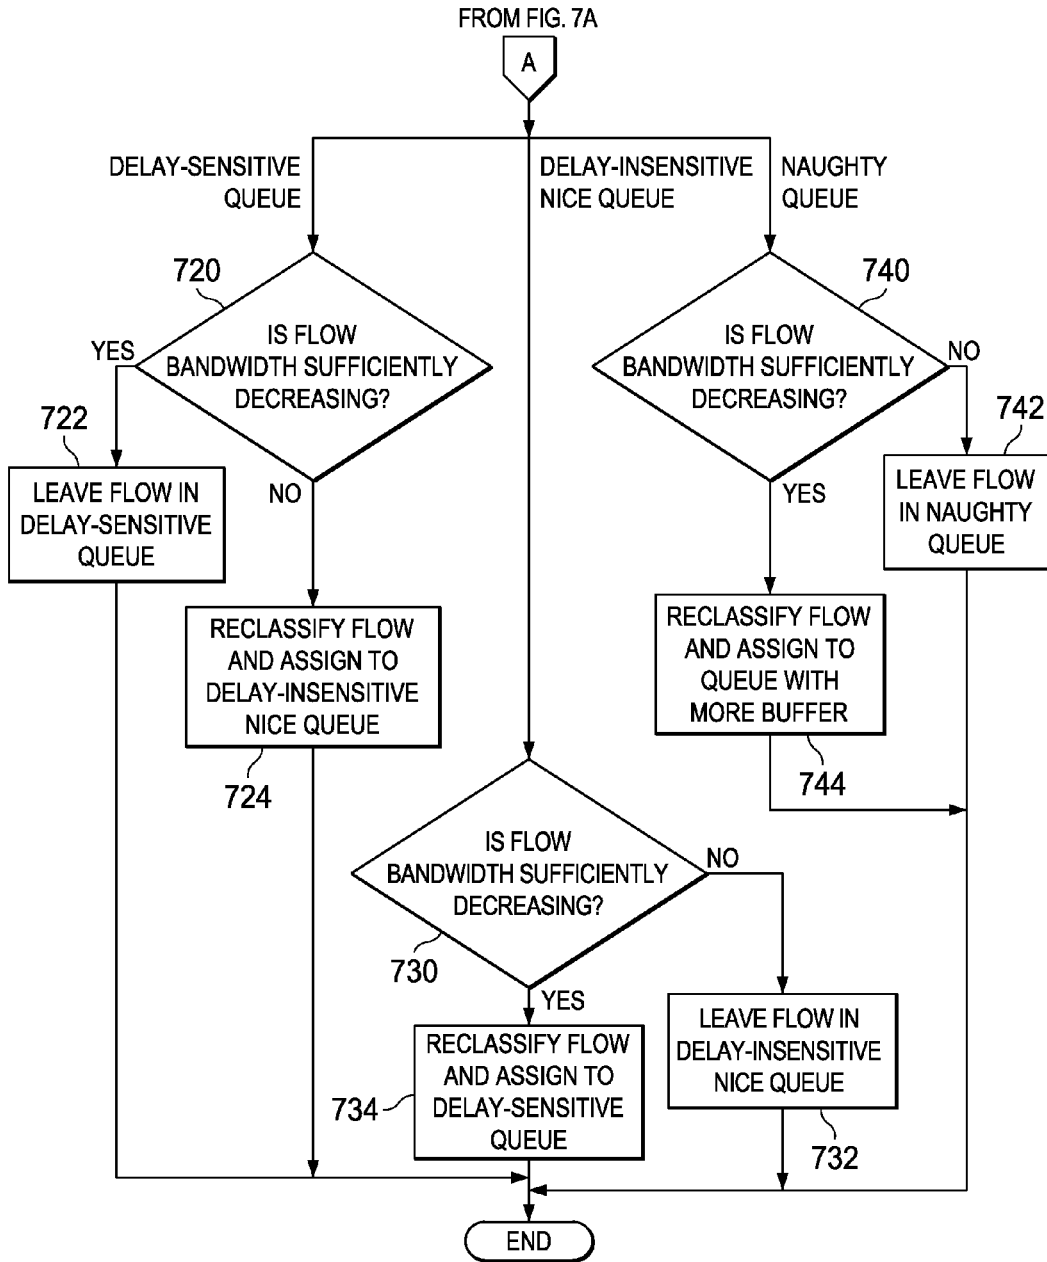 FROM FIG. 7A
A
DELAY-SENSITIVE
QUEUE
DELAY-INSENSITIVE
NICE QUEUE
NAUGHTY
QUEUE
720
IS FLOW
BANDWIDTH SUFFICIENTLY
DECREASING?
YES
NO
722
LEAVE FLOW IN
DELAY-SENSITIVE
QUEUE
RECLASSIFY FLOW
AND ASSIGN TO
DELAY-INSENSITIVE
NICE QUEUE
724
740
IS FLOW
BANDWIDTH SUFFICIENTLY
DECREASING?
NO
YES
742
LEAVE FLOW
IN NAUGHTY
QUEUE
RECLASSIFY FLOW
AND ASSIGN TO
QUEUE WITH
MORE BUFFER
744
IS FLOW
BANDWIDTH SUFFICIENTLY
DECREASING?
NO
730
YES
RECLASSIFY FLOW
AND ASSIGN TO
DELAY-SENSITIVE
QUEUE
734
LEAVE FLOW IN
DELAY-INSENSITIVE
NICE QUEUE
732
END